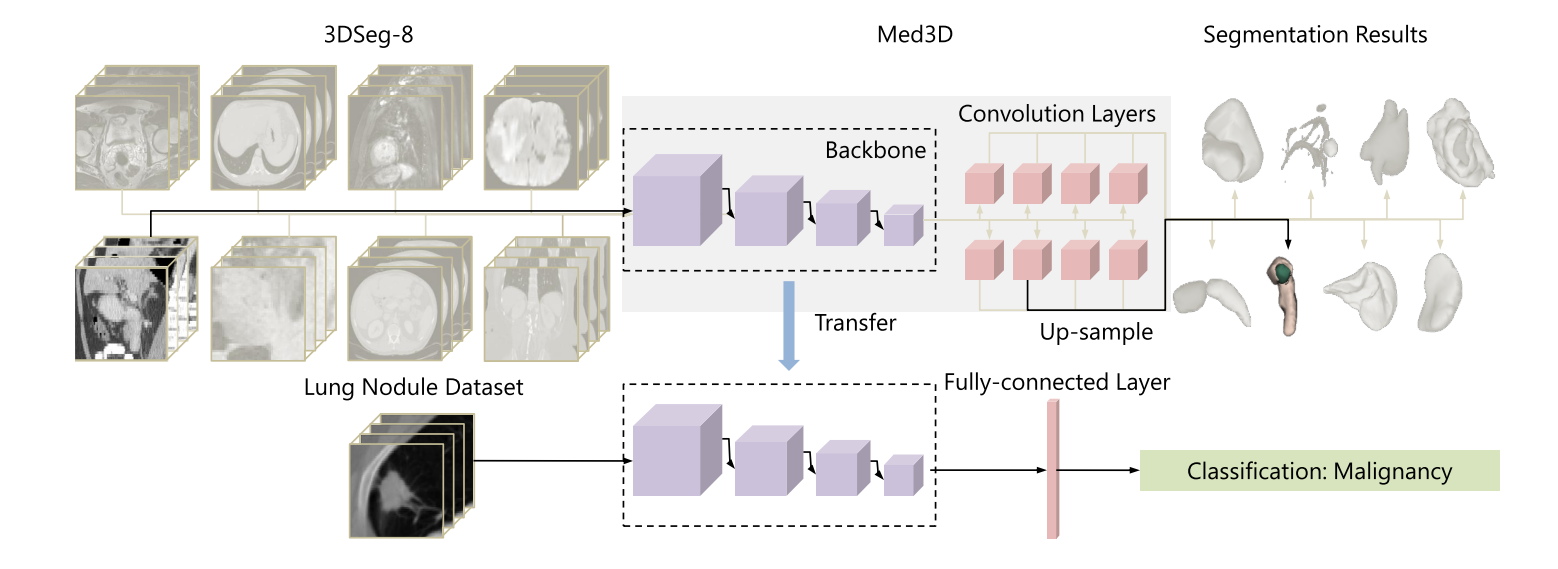 3DSeg-8
Med3D
Segmentation Results
Convolution Layers
Backbone
Transfer
Up-sample
Lung Nodule Dataset
Fully-connected Layer
Classification: Malignancy